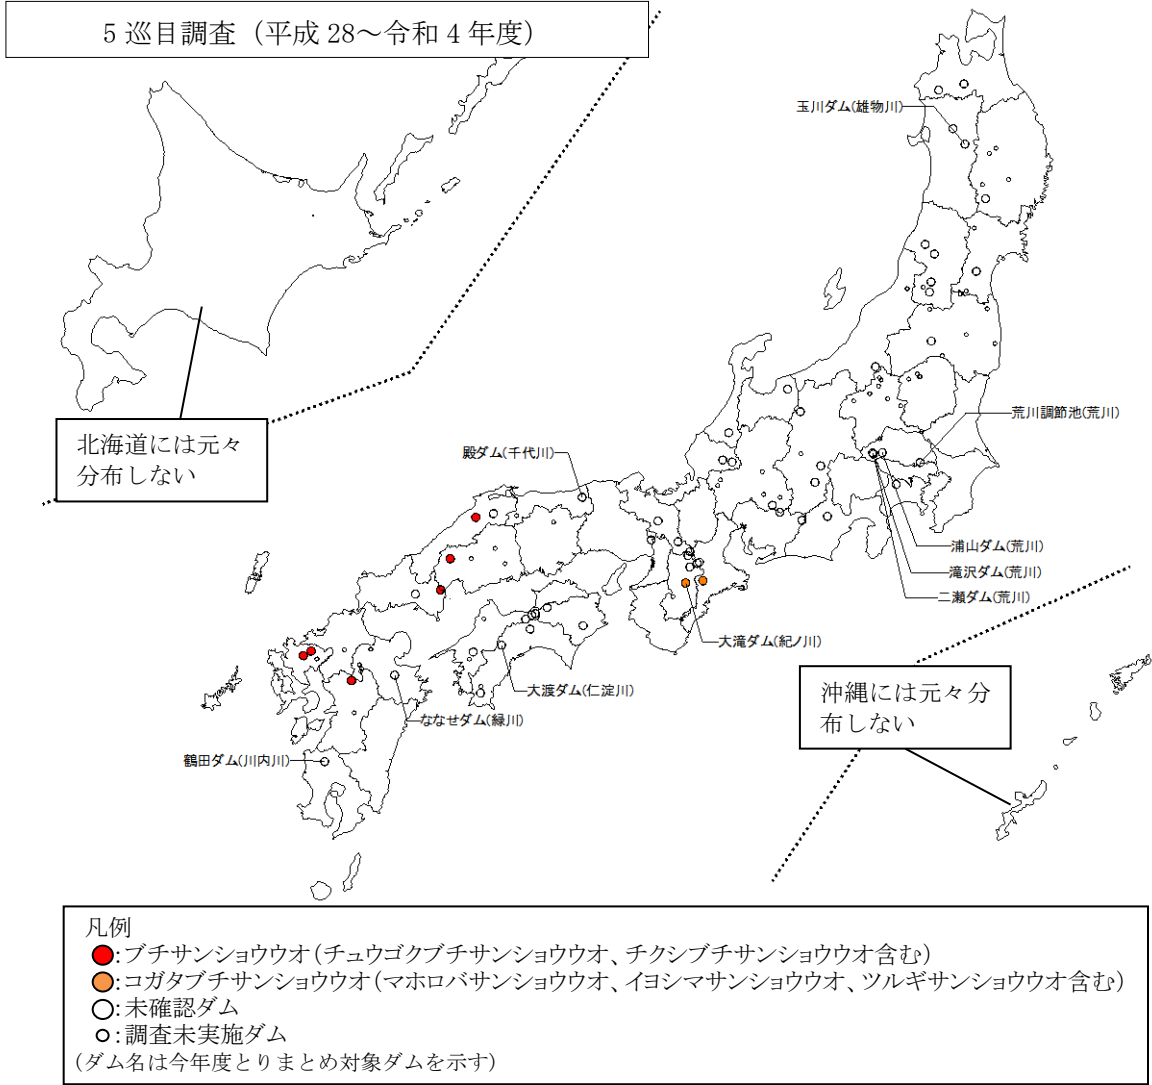 5 巡目調査（平成 28～令和 4 年度）
玉川ダム(雄物川)
北海道には元々
分布しない
荒川調節池(荒川)
殿ダム(千代川)
浦山ダム(荒川)
滝沢ダム(荒川)
二瀬ダム(荒川)
大滝ダム(紀ノ川)
大渡ダム(仁淀川)
沖縄には元々分
布しない
ななせダム(緑川)
鶴田ダム(川内川)
凡例
：ブチサンショウウオ（チュウゴクブチサンショウウオ、チクシブチサンショウウオ含む）
：コガタブチサンショウウオ（マホロバサンショウウオ、イヨシマサンショウウオ、ツルギサンショウウオ含む）
：未確認ダム
：調査未実施ダム
（ダム名は今年度とりまとめ対象ダムを示す）